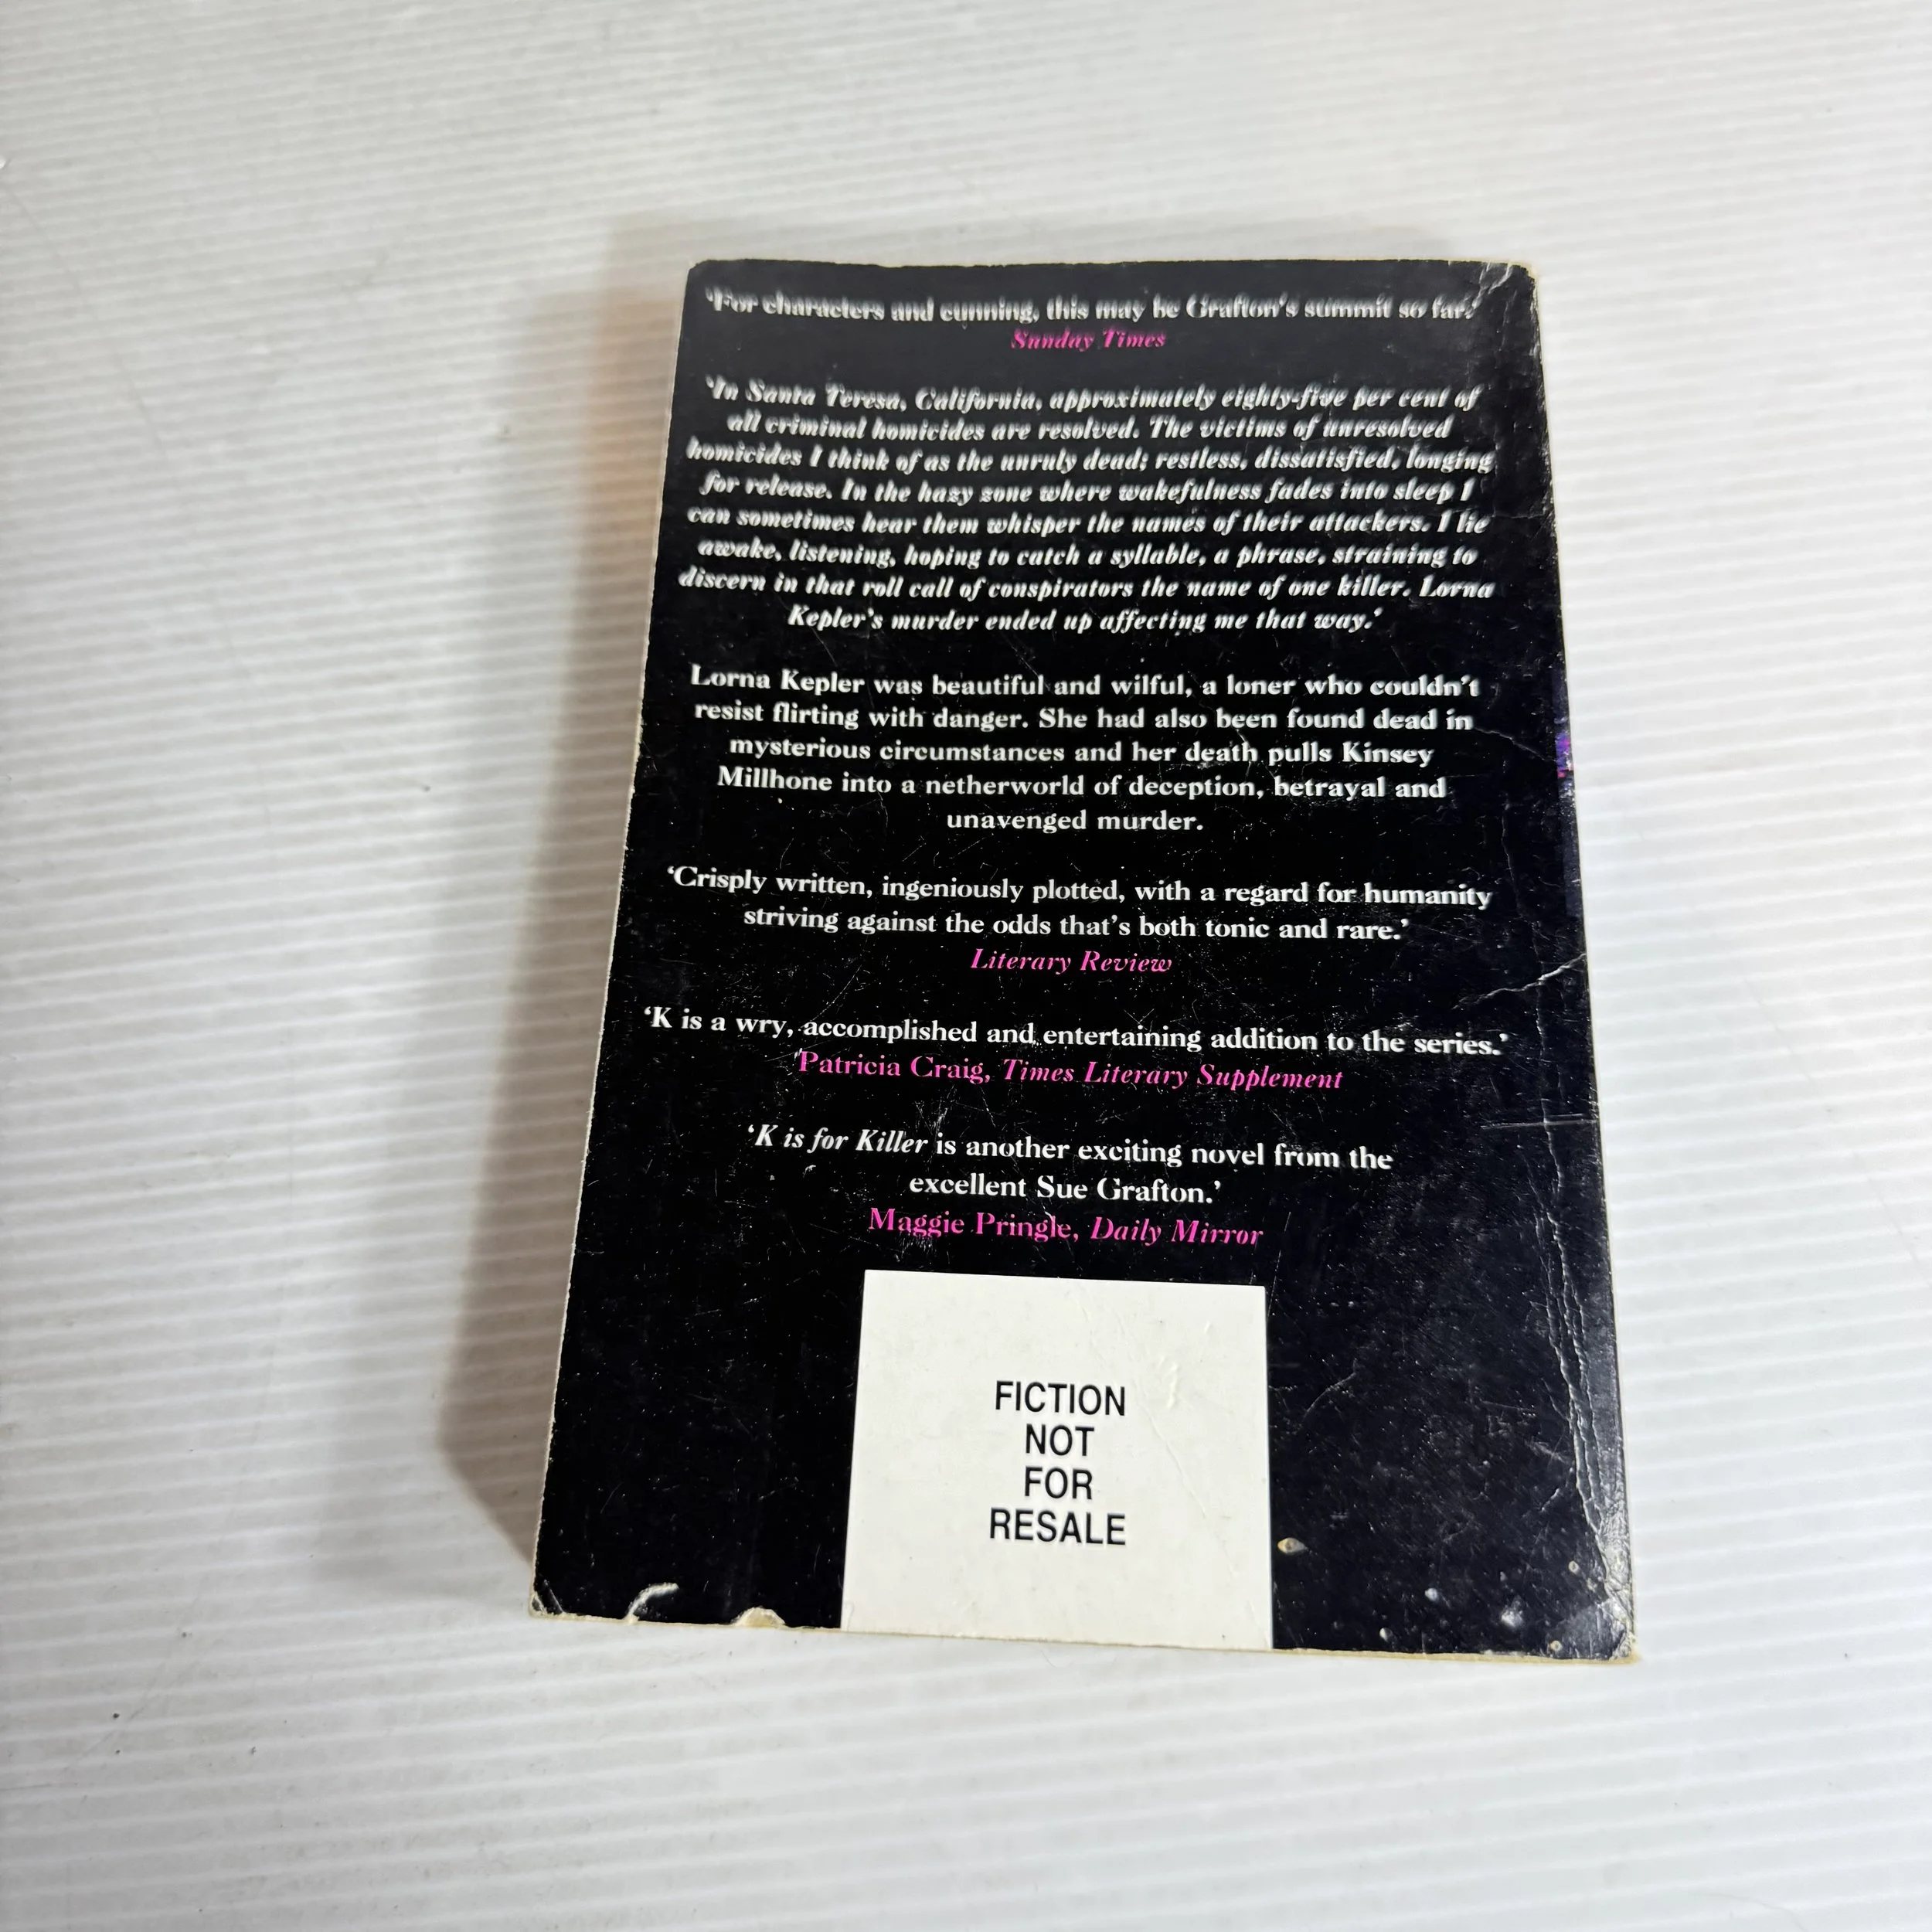 ‘For characters and cunning, this may be Grafton's summit so far.’
Sunday Times
‘In Santa Teresa, California, approximately eighty-five per cent of
all criminal homicides are resolved. The victims of unresolved
homicides I think of as the unruly dead; restless, dissatisfied, longing
for release. In the hazy zone where wakefulness fades into sleep I
can sometimes hear them whisper the names of their attackers. I lie
awake, listening, hoping to catch a syllable, a phrase, straining to
discern in that roll call of conspirators the name of one killer. Lorna
Kepler's murder ended up affecting me that way.’
Lorna Kepler was beautiful and wilful, a loner who couldn’t
resist flirting with danger. She had also been found dead in
mysterious circumstances and her death pulls Kinsey
Millhone into a netherworld of deception, betrayal and
unavenged murder.
‘Crisply written, ingeniously plotted, with a regard for humanity
striving against the odds that’s both tonic and rare.’
Literary Review
‘K is a wry, accomplished and entertaining addition to the series.’
Patricia Craig, Times Literary Supplement
‘K is for Killer is another exciting novel from the
excellent Sue Grafton.’
Maggie Pringle, Daily Mirror
FICTION
NOT
FOR
RESALE